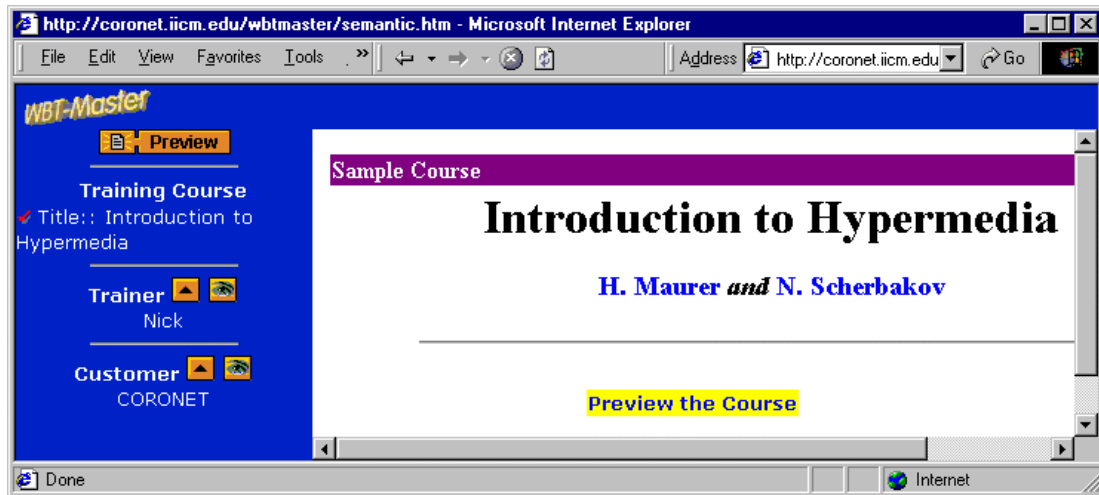 http://coronet.iicm.edu/wbtmaster/semantic.htm - Microsoft Internet Explorer
File Edit View Favorites Tools » Address http://coronet.iicm.edu Go
WBT-Master
Preview
Training Course
Title:: Introduction to
Hypermedia
Trainer
Nick
Customer
CORONET
Sample Course
Introduction to Hypermedia
H. Maurer and N. Scherbakov
Preview the Course
Done Internet